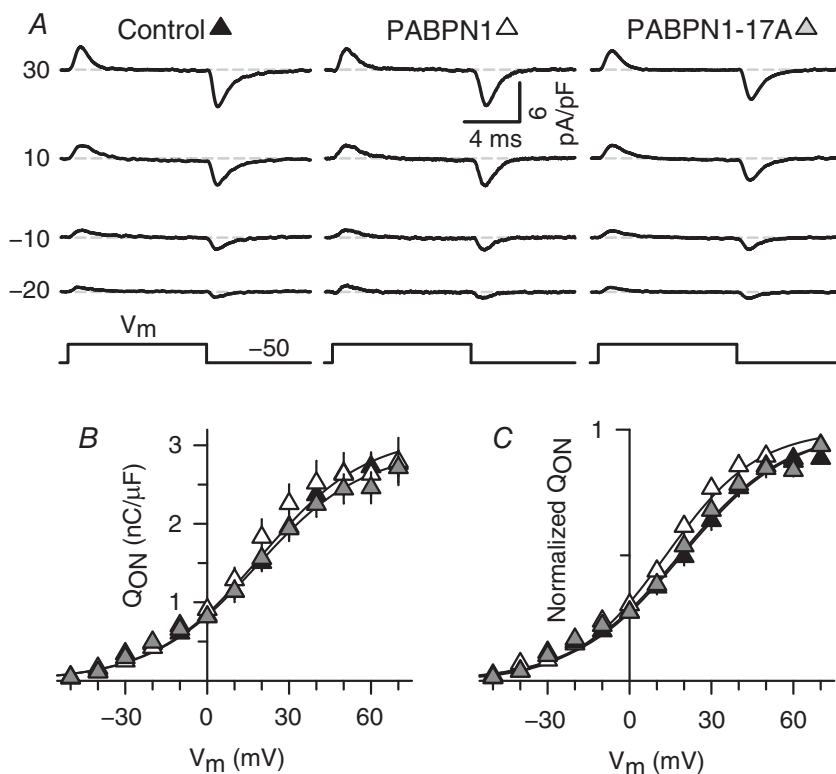 A
Control
PABPN1
PABPN1-17A
30
6
pA/pF
4 ms
10
−10
−20
Vm
−50
B
QON (nC/μF)
3
2
1
−30 0 30 60
Vm (mV)
C
Normalized QON
1
−30 0 30 60
Vm (mV)